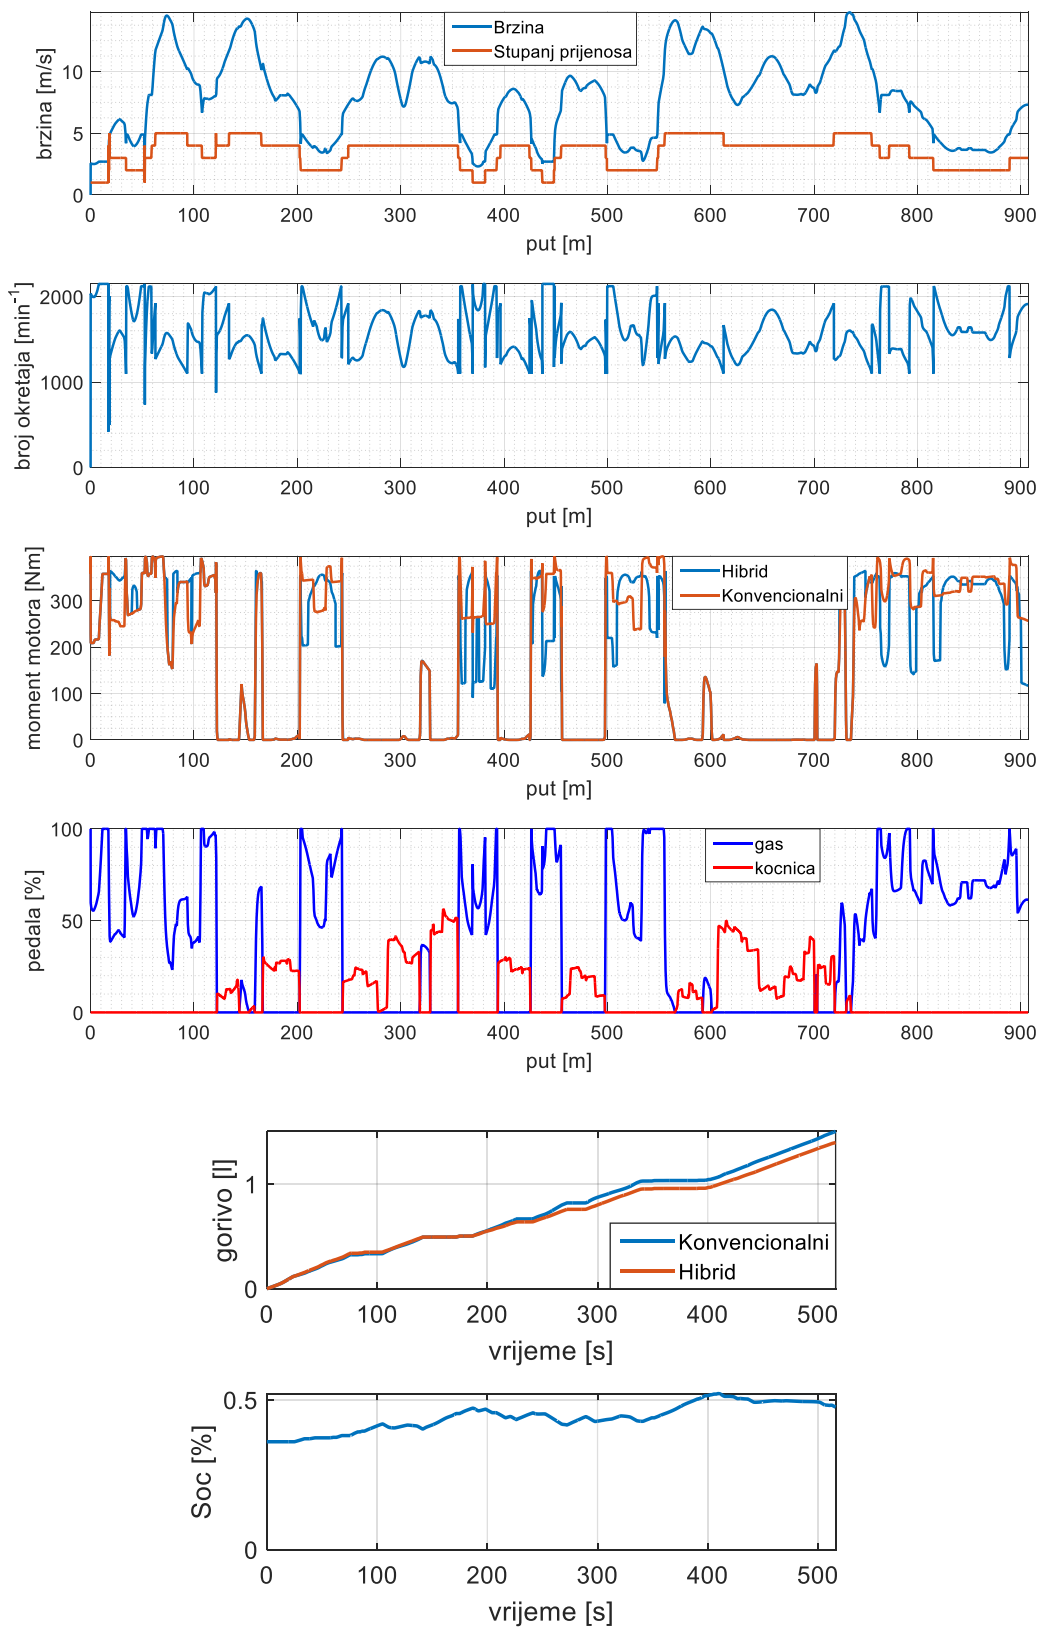 brzina [m/s]
10
5
0
Brzina
Stupanj prijenosa
0 100 200 300 400 500 600 700 800 900
put [m]
broj okretaja [min-1]
2000
1000
0
0 100 200 300 400 500 600 700 800 900
put [m]
moment motora [Nm]
300
200
100
0
Hibrid
Konvencionalni
0 100 200 300 400 500 600 700 800 900
put [m]
pedala [%]
100
50
0
gas
kocnica
0 100 200 300 400 500 600 700 800 900
put [m]
gorivo [l]
1
0
Konvencionalni
Hibrid
0 100 200 300 400 500
vrijeme [s]
Soc [%]
0.5
0
0 100 200 300 400 500
vrijeme [s]